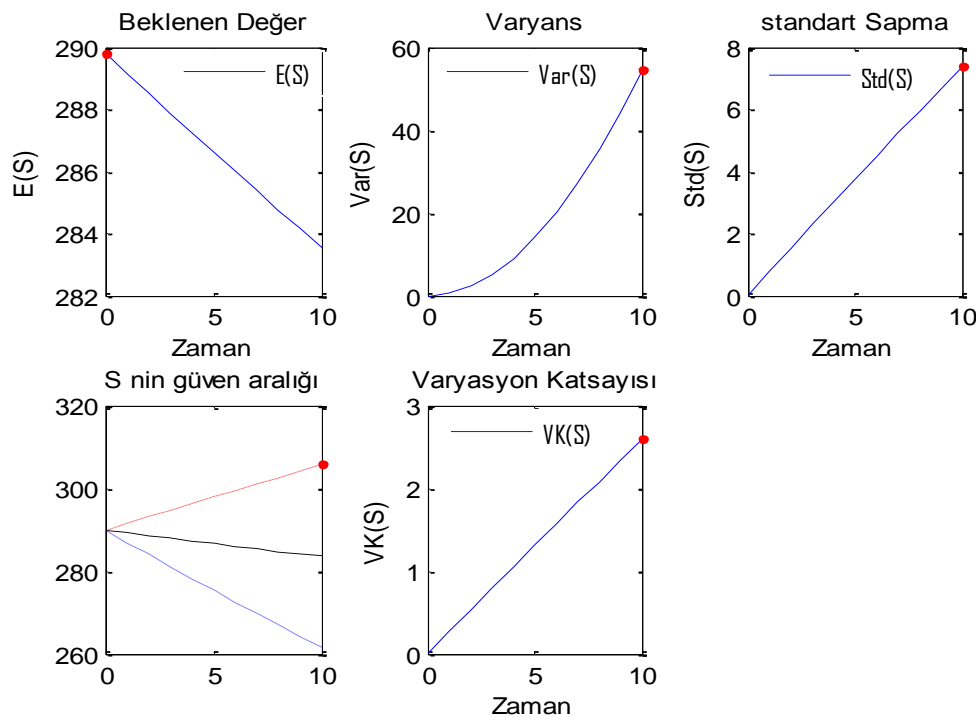 Beklenen Değer
290
288
286
284
282
E(S)
E(S)
0
5
10
Zaman
Varyans
60
40
20
0
Var(S)
Var(S)
0
5
10
Zaman
standart Sapma
8
6
4
2
0
Std(S)
Std(S)
0
5
10
Zaman
S nin güven aralığı
320
300
280
260
0
5
10
Varyasyon Katsayısı
3
2
1
0
VK(S)
VK(S)
0
5
10
Zaman